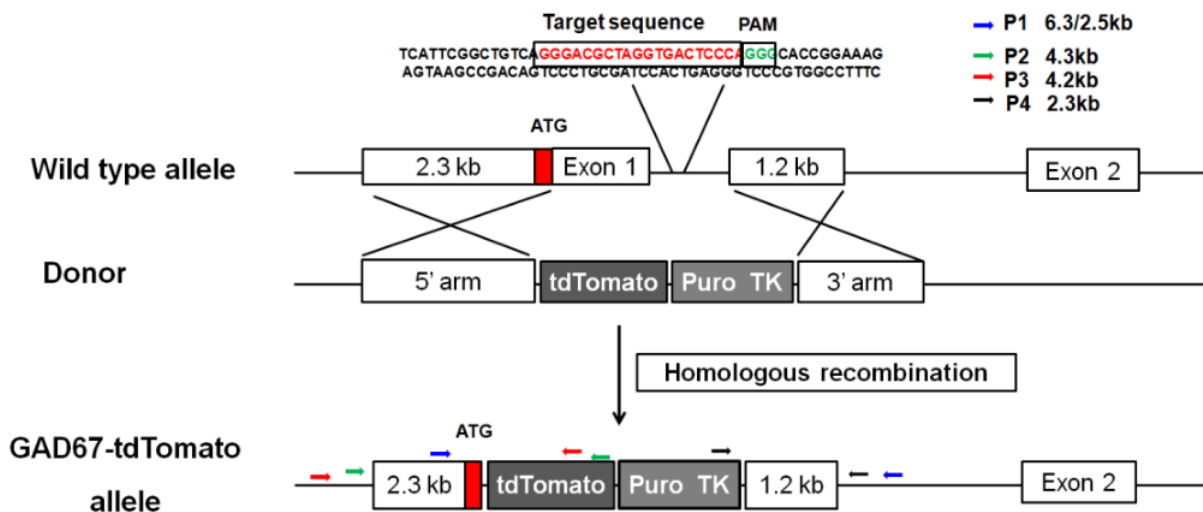 Target sequence PAM
TCATTCGGCTGTCAGGGACGCTAGGTGACTCCCAGGGCACCGGAAAG
AGTAAGCCGACAGTCCCTGCGATCCACTGAGGGTCCCGTGGCCTTTC
P1 6.3/2.5kb
P2 4.3kb
P3 4.2kb
P4 2.3kb
ATG
Wild type allele
2.3 kb
Exon 1
1.2 kb
Exon 2
Donor
5' arm
tdTomato
Puro TK
3' arm
Homologous recombination
GAD67-tdTomato
allele
ATG
2.3 kb
tdTomato
Puro TK
1.2 kb
Exon 2